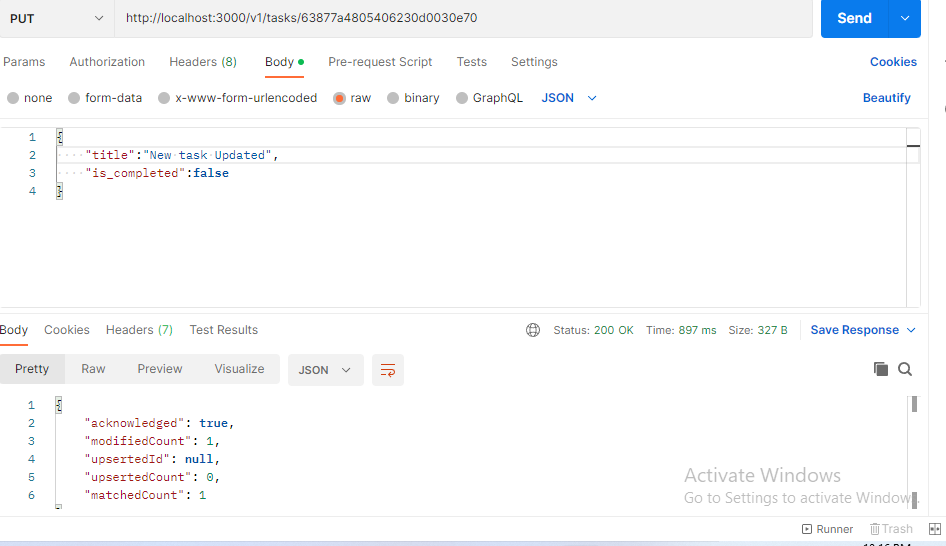 PUT http://localhost:3000/v1/tasks/63877a4805406230d0030e70 Send
Params Authorization Headers (8) Body Pre-request Script Tests Settings Cookies
none form-data x-www-form-urlencoded raw binary GraphQL JSON Beautify
1 {
2 "title":"New task Updated",
3 "is_completed":false
4 }
Body Cookies Headers (7) Test Results Status: 200 OK Time: 897 ms Size: 327 B Save Response
Pretty Raw Preview Visualize JSON
1 {
2 "acknowledged": true,
3 "modifiedCount": 1,
4 "upsertedId": null,
5 "upsertedCount": 0,
6 "matchedCount": 1
Activate Windows
Go to Settings to activate Windows.
Runner Trash